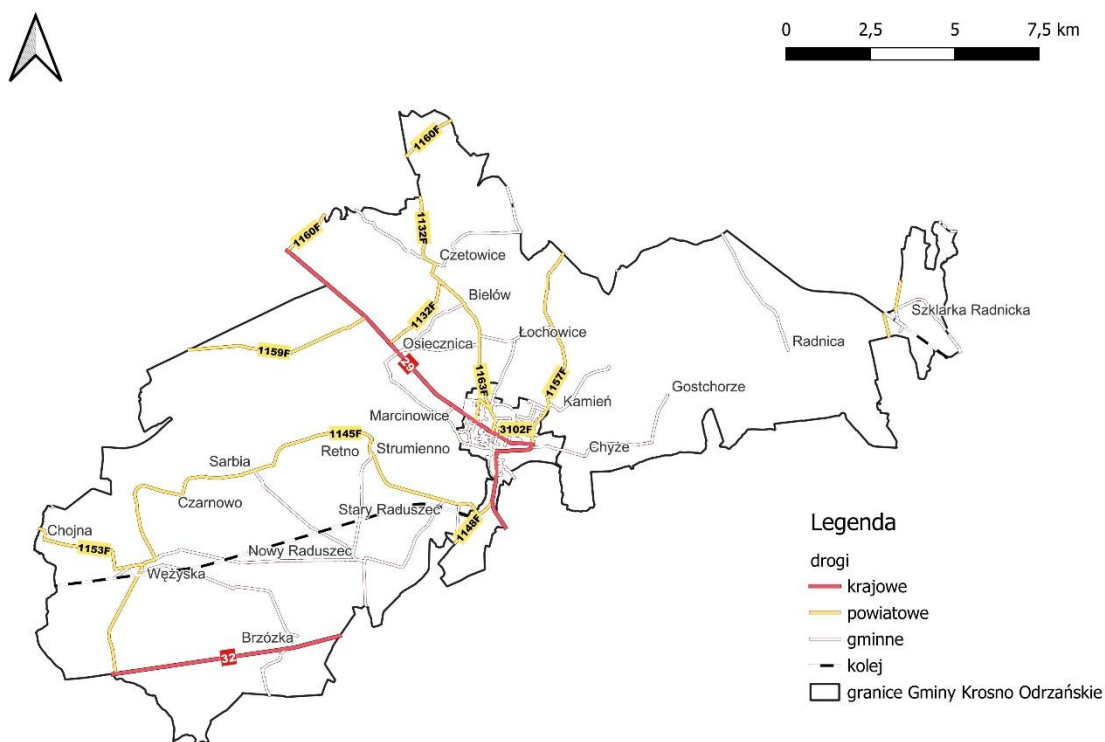 0 2,5 5 7,5 km
1160F
1160F
1132F
Czetowice
Bielów
1132F
Szklarka Radnicka
Łochowice
Osiecznica
1159F
Radnica
29
1163F
1157F
Gostchorze
Kamień
Marcinowice
3102F
1145F
Retno
Strumienno
Chyże
Sarbia
Czarnowo
Stary Raduszec
Chojna
1148F
1153F
Nowy Raduszec
Wężyska
Brzózka
32
Legenda
drogi
krajowe
powiatowe
gminne
kolej
granice Gminy Krosno Odrzańskie